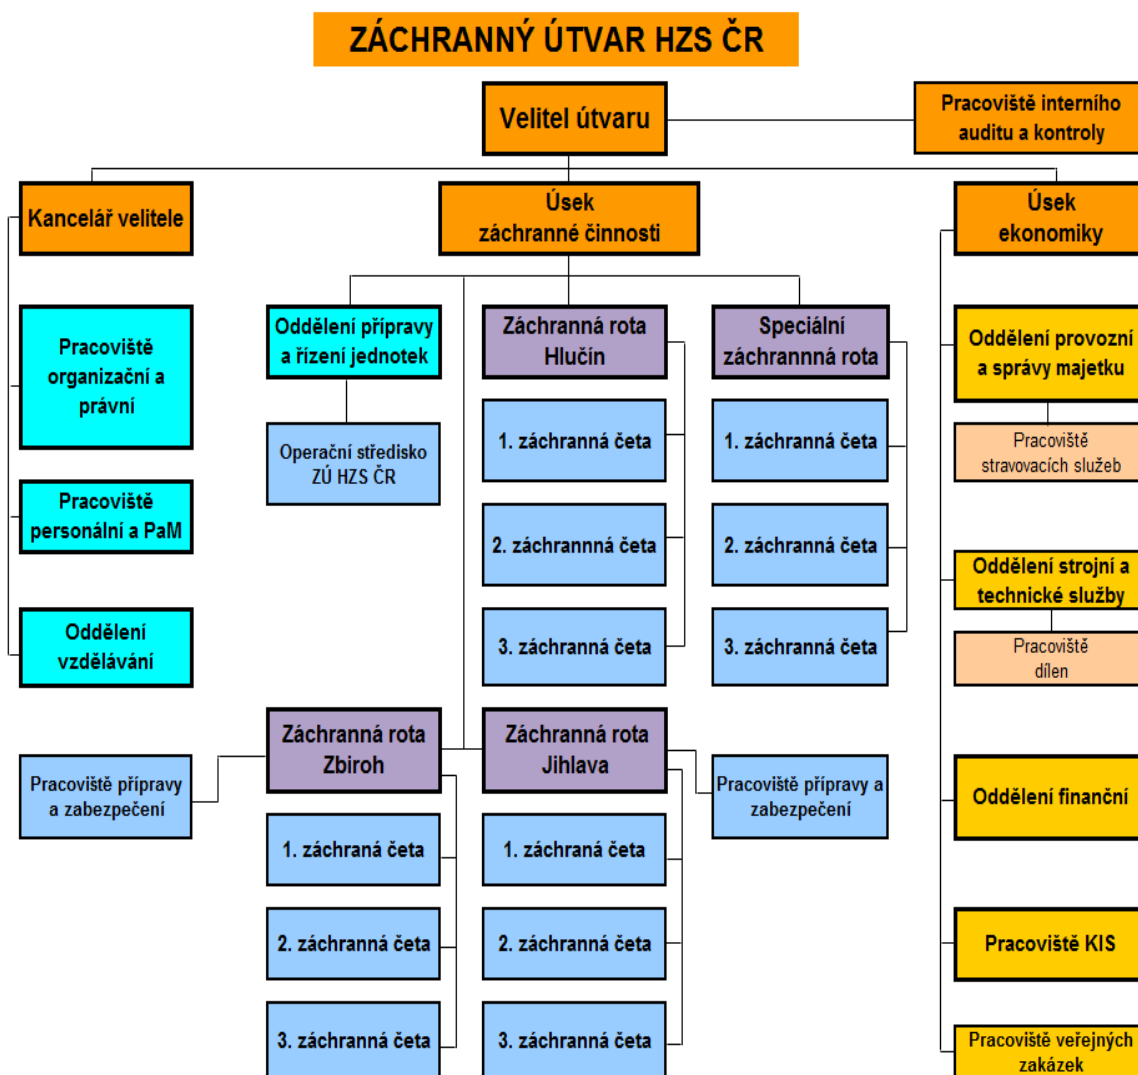 ZÁCHRANNÝ ÚTVAR HZS ČR
Velitel útvaru
Pracoviště interního
auditu a kontroly
Kancelář velitele
Úsek
záchranné činnosti
Úsek
ekonomiky
Pracoviště
organizační a
právní
Pracoviště
personální a PaM
Oddělení
vzdělávání
Oddělení přípravy
a řízení jednotek
Operační středisko
ZÚ HZS ČR
Záchranná rota
Hlučín
1. záchranná četa
2. záchrannná četa
3. záchranná četa
Speciální
záchrannná rota
1. záchranná četa
2. záchranná četa
3. záchranná četa
Oddělení provozní
a správy majetku
Pracoviště
stravovacích služeb
Oddělení strojní a
technické služby
Pracoviště
dílen
Oddělení finanční
Pracoviště KIS
Pracoviště veřejných
zakázek
Pracoviště přípravy
a zabezpečení
Záchranná rota
Zbiroh
1. záchraná četa
2. záchranná četa
3. záchranná četa
Záchranná rota
Jihlava
1. záchraná četa
2. záchranná četa
3. záchranná četa
Pracoviště přípravy a
zabezpečení